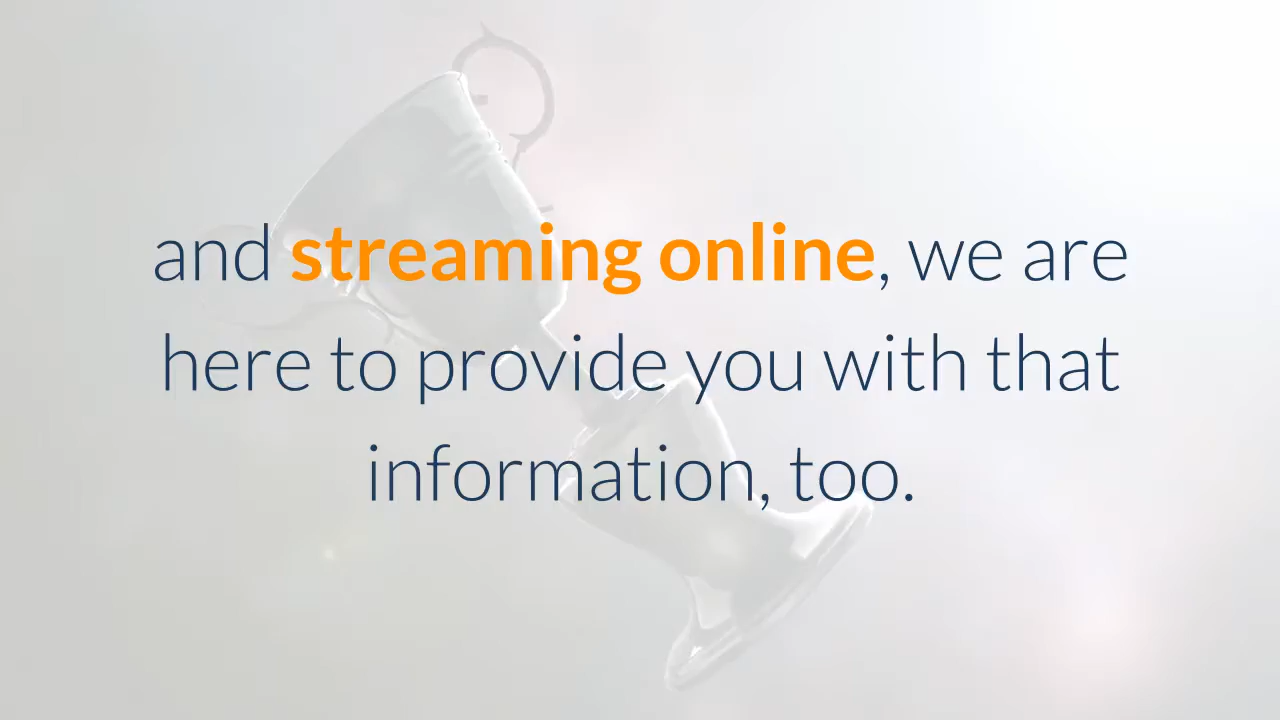 and streaming online, we are
here to provide you with that
information, too.